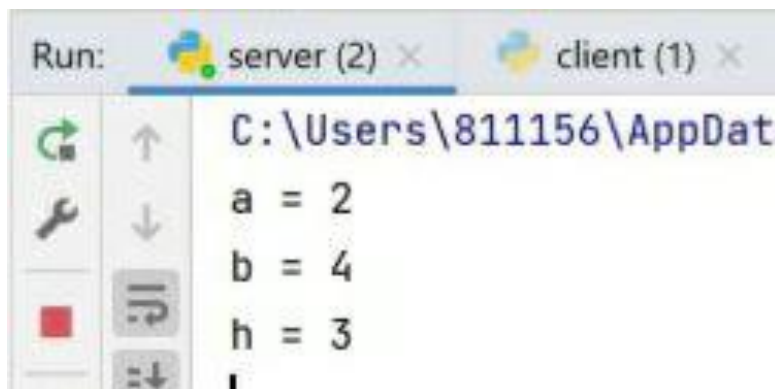 Run: server (2) client (1)
C:\Users\811156\AppDat
a = 2
b = 4
h = 3